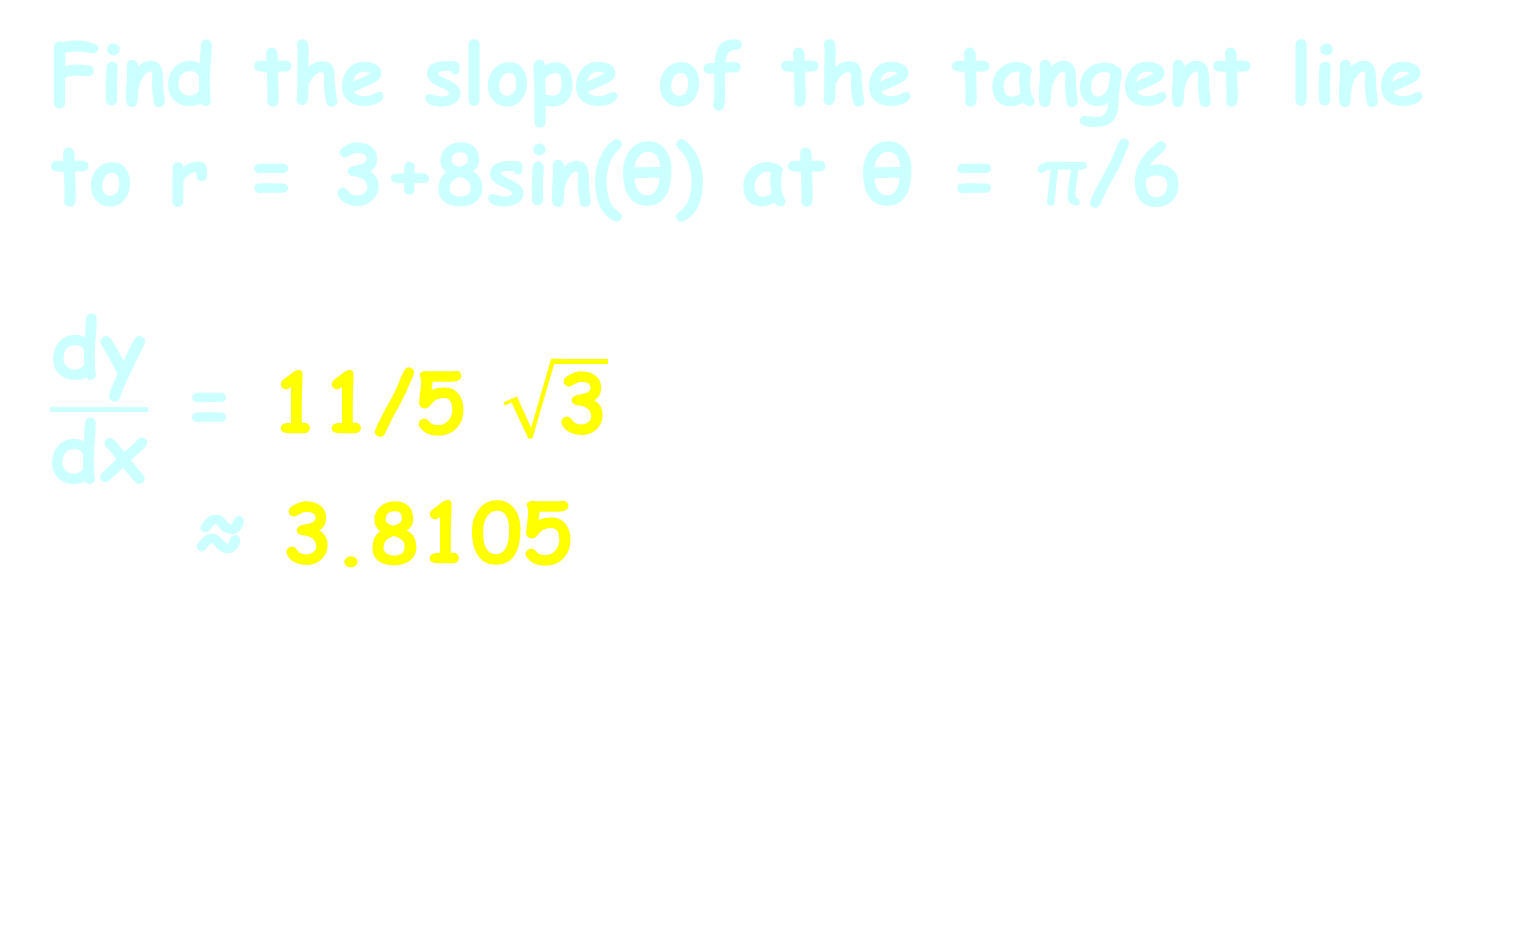 Find the slope of the tangent line
to r = 3+8sin(θ) at θ = π/6
dy/dx = 11/5 √3
≈ 3.8105